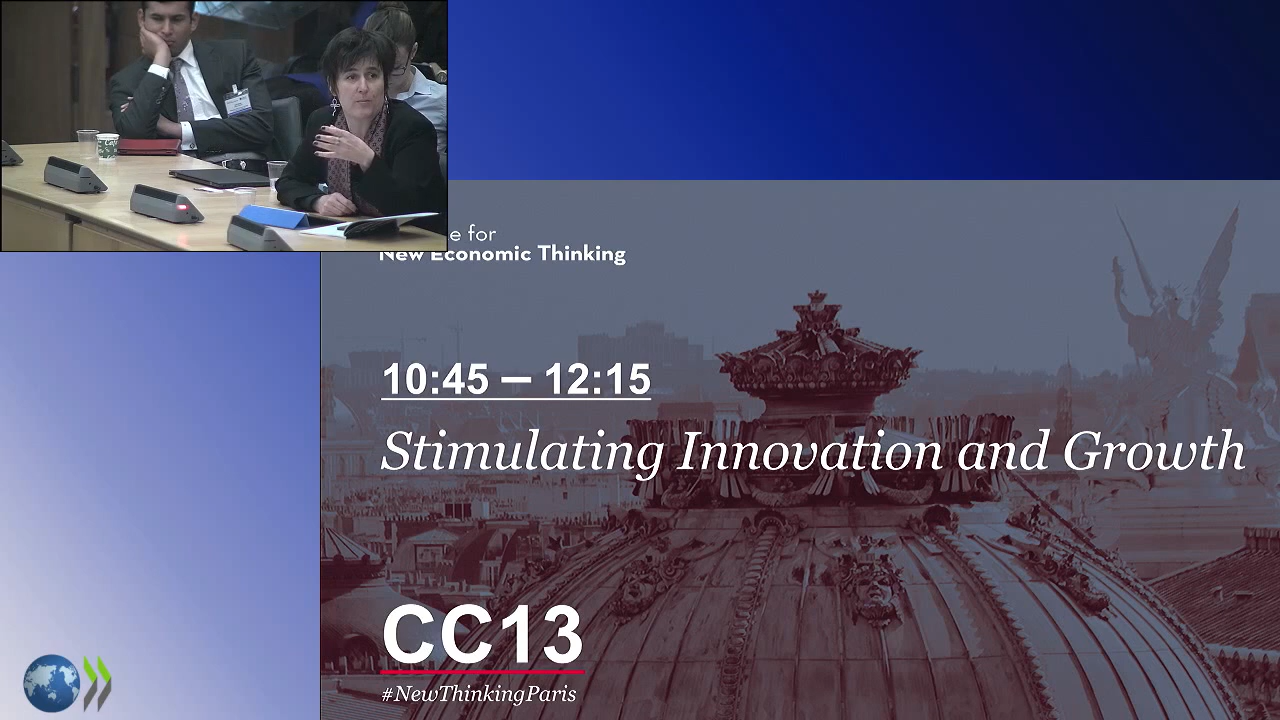 e for
New Economic Thinking
10:45 – 12:15
Stimulating Innovation and Growth
CC13
#NewThinkingParis